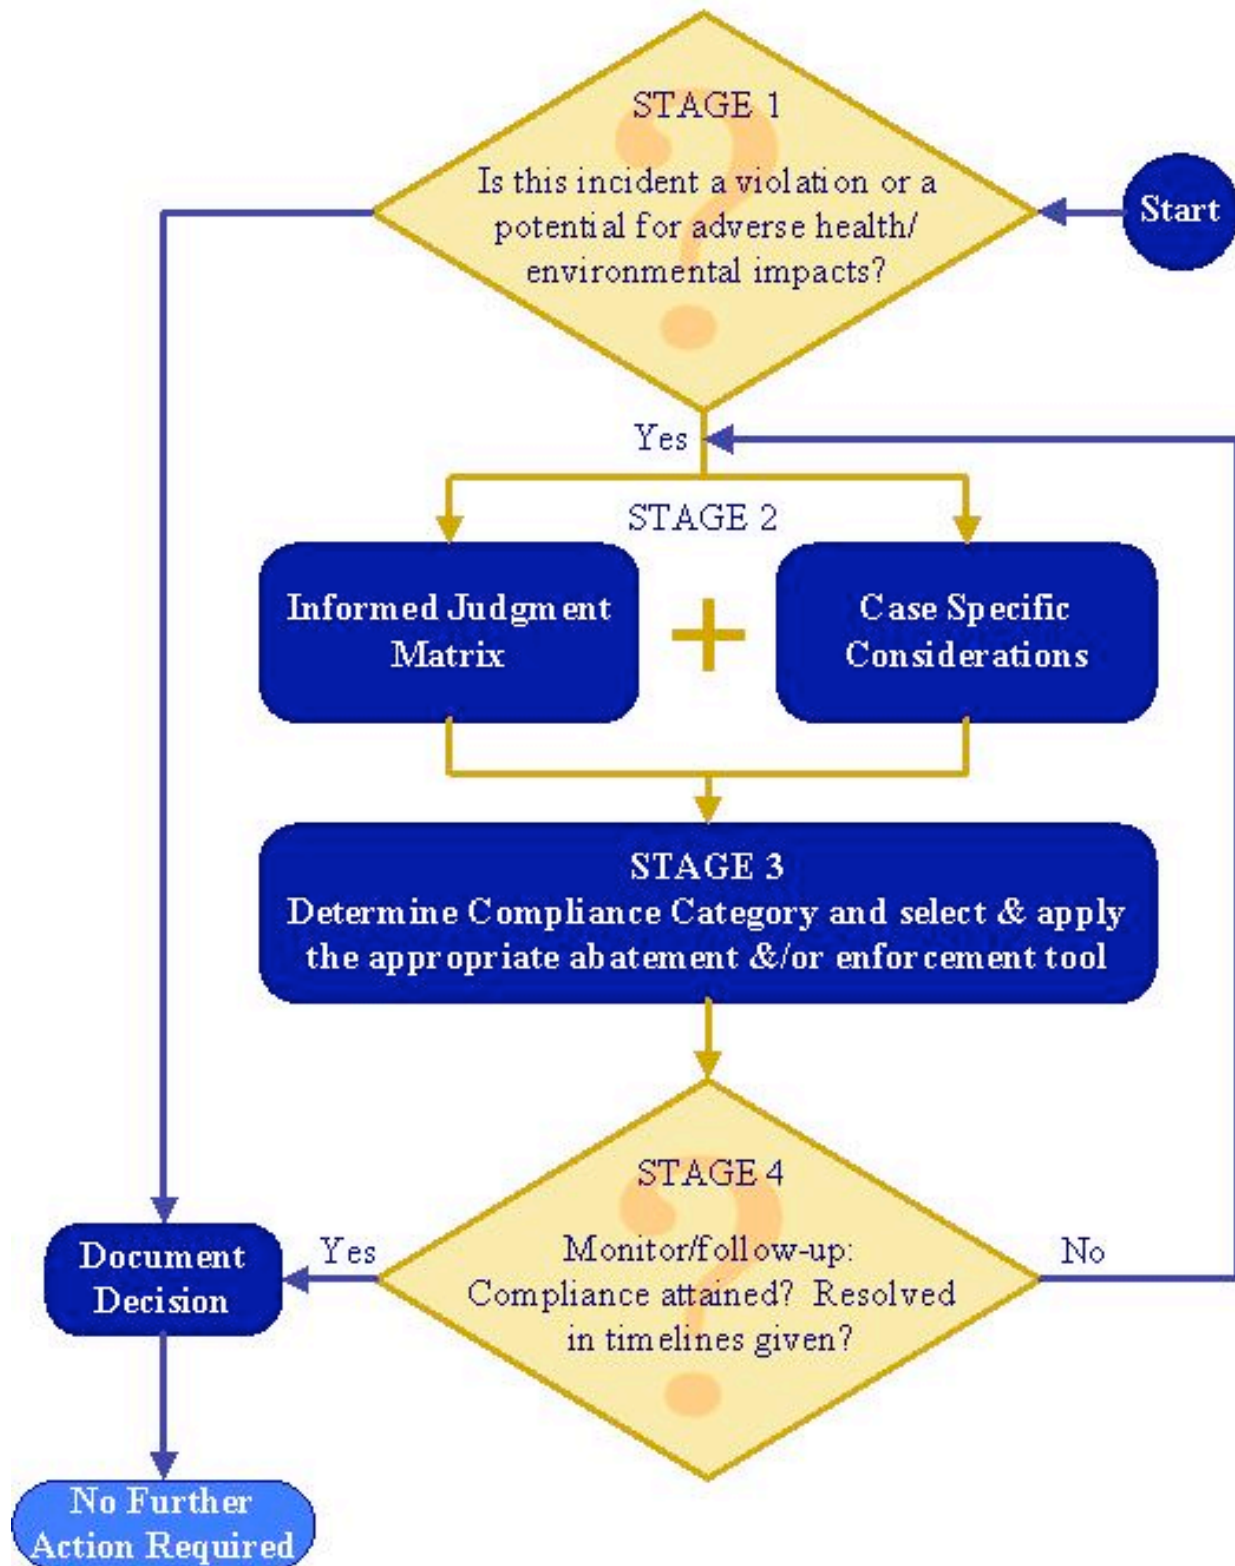 STAGE 1
Is this incident a violation or a
potential for adverse health/
environmental impacts?
Start
Yes
STAGE 2
Informed Judgment
Matrix
+
Case Specific
Considerations
STAGE 3
Determine Compliance Category and select & apply
the appropriate abatement &/or enforcement tool
STAGE 4
Monitor/follow-up:
Compliance attained? Resolved
in timelines given?
Yes
No
Document
Decision
No Further
Action Required